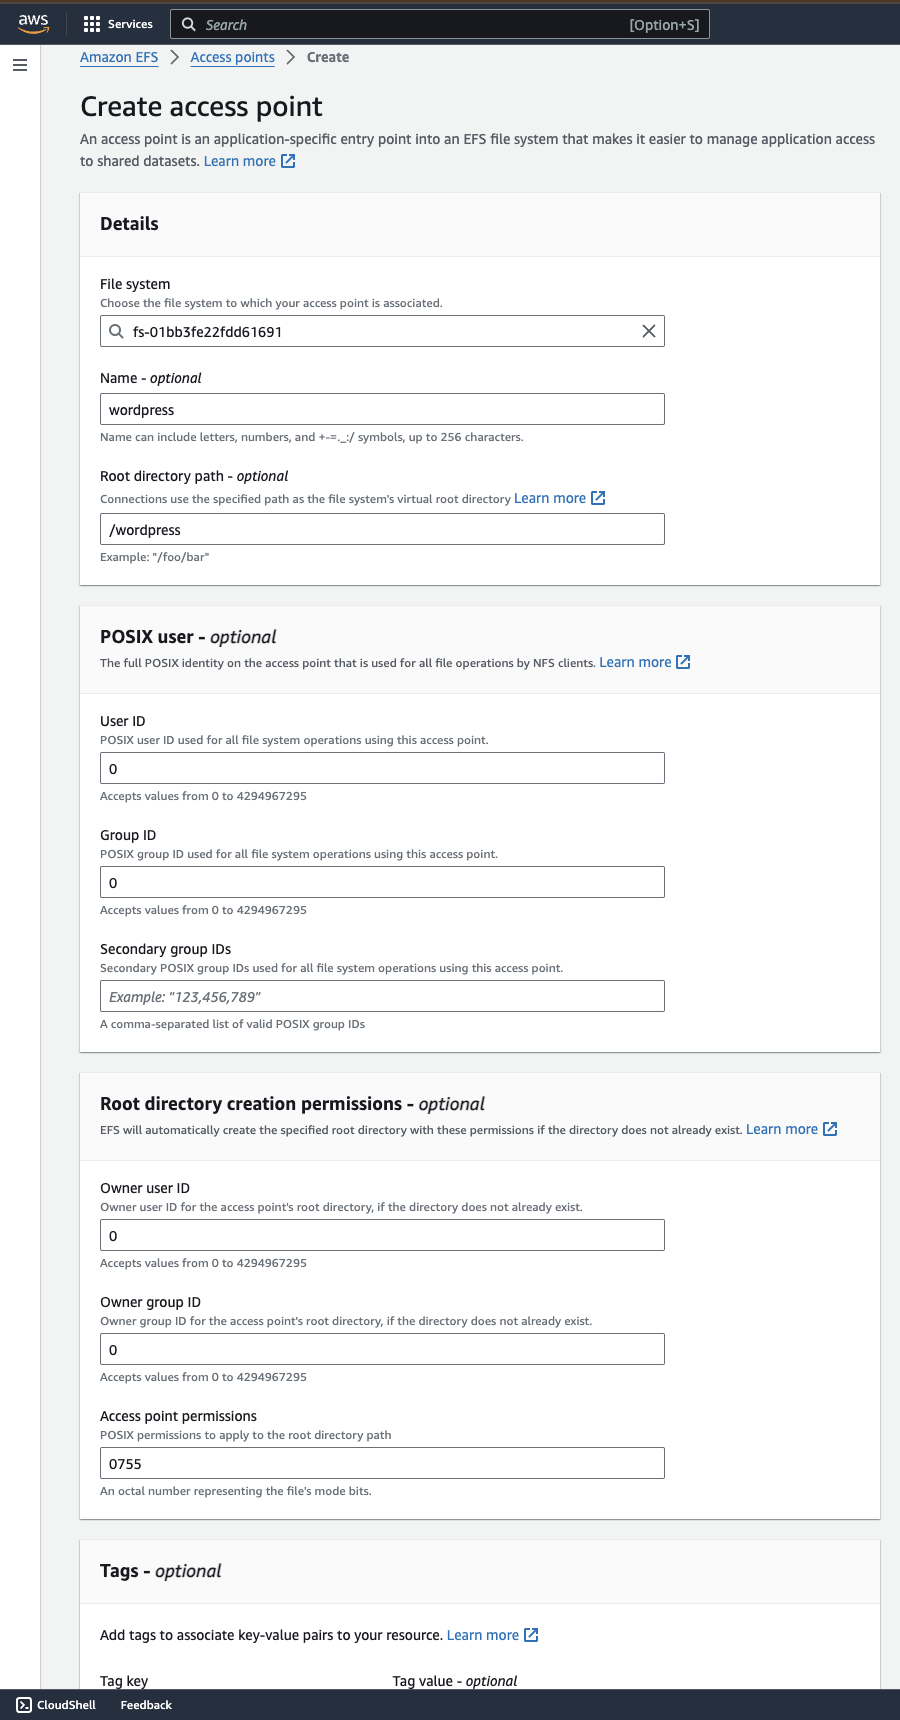 aws
Services
Search
[Option+S]
Amazon EFS > Access points > Create
Create access point
An access point is an application-specific entry point into an EFS file system that makes it easier to manage application access
to shared datasets. Learn more
Details
File system
Choose the file system to which your access point is associated.
fs-01bb3fe22fdd61691
Name - optional
wordpress
Name can include letters, numbers, and +-=._:/ symbols, up to 256 characters.
Root directory path - optional
Connections use the specified path as the file system's virtual root directory Learn more
/wordpress
Example: "/foo/bar"
POSIX user - optional
The full POSIX identity on the access point that is used for all file operations by NFS clients. Learn more
User ID
POSIX user ID used for all file system operations using this access point.
0
Accepts values from 0 to 4294967295
Group ID
POSIX group ID used for all file system operations using this access point.
0
Accepts values from 0 to 4294967295
Secondary group IDs
Secondary POSIX group IDs used for all file system operations using this access point.
Example: "123,456,789"
A comma-separated list of valid POSIX group IDs
Root directory creation permissions - optional
EFS will automatically create the specified root directory with these permissions if the directory does not already exist. Learn more
Owner user ID
Owner user ID for the access point's root directory, if the directory does not already exist.
0
Accepts values from 0 to 4294967295
Owner group ID
Owner group ID for the access point's root directory, if the directory does not already exist.
0
Accepts values from 0 to 4294967295
Access point permissions
POSIX permissions to apply to the root directory path
0755
An octal number representing the file's mode bits.
Tags - optional
Add tags to associate key-value pairs to your resource. Learn more
Tag key
Tag value - optional
CloudShell
Feedback